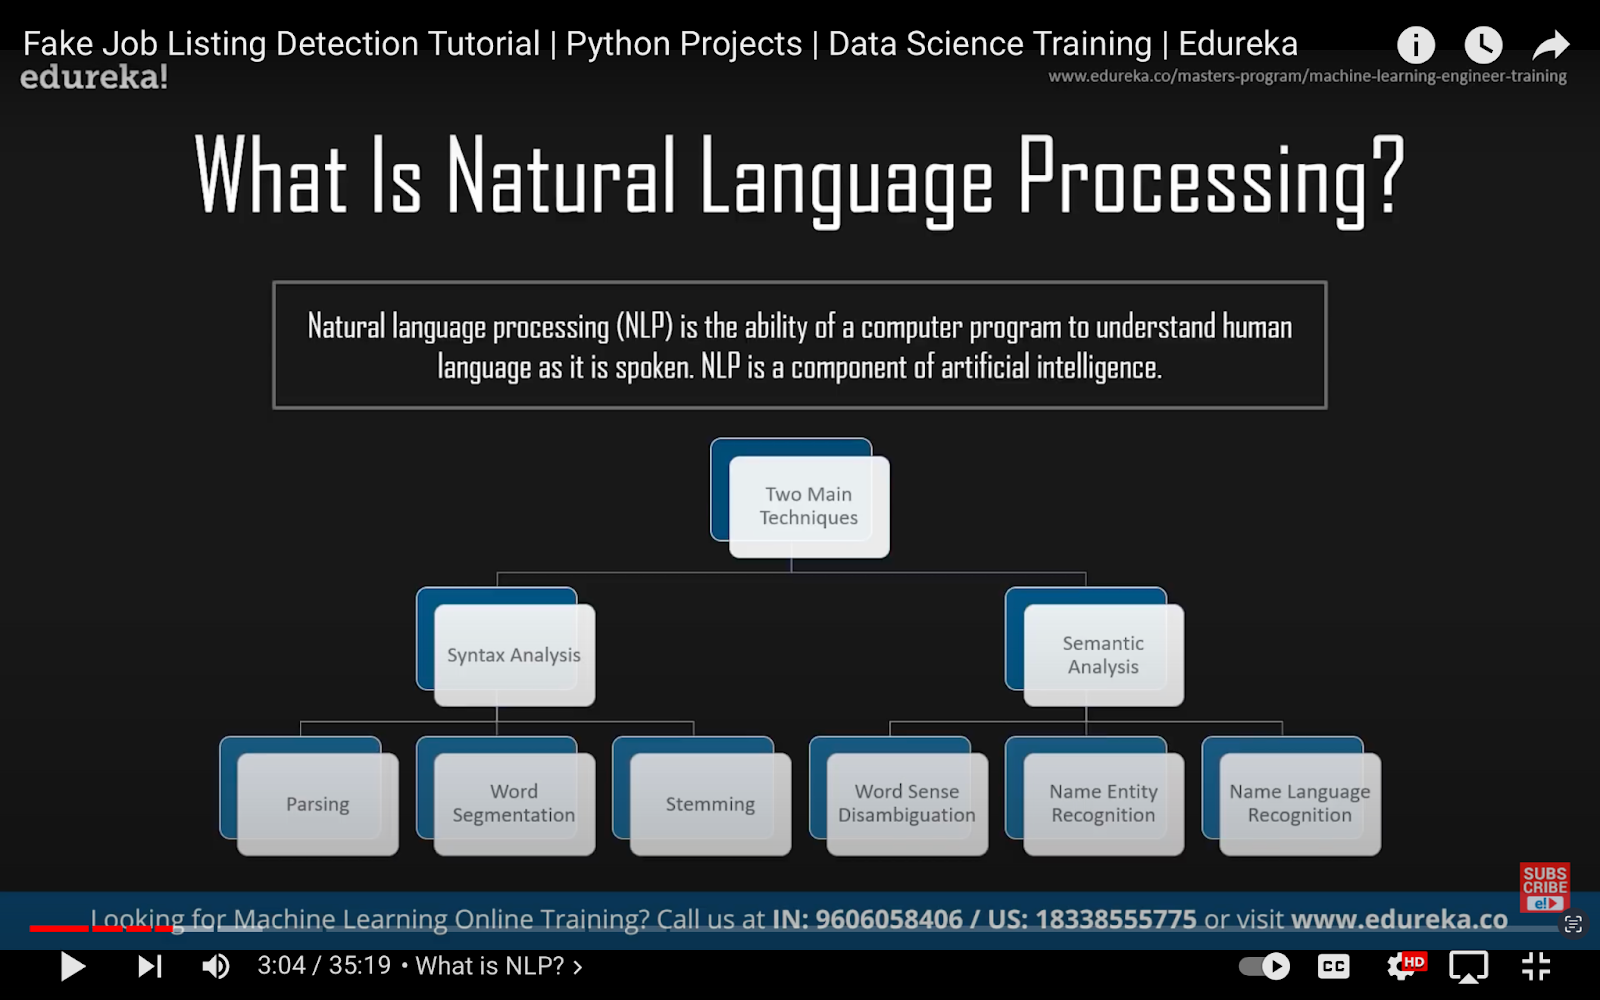 Fake Job Listing Detection Tutorial | Python Projects | Data Science Training | Edureka
edureka!
www.edureka.co/masters-program/machine-learning-engineer-training
What Is Natural Language Processing?
Natural language processing (NLP) is the ability of a computer program to understand human
language as it is spoken. NLP is a component of artificial intelligence.
Two Main
Techniques
Syntax Analysis
Semantic
Analysis
Parsing
Word
Segmentation
Stemming
Word Sense
Disambiguation
Name Entity
Recognition
Name Language
Recognition
SUBS
CRIBE
e!
Looking for Machine Learning Online Training? Call us at IN: 9606058406 / US: 18338555775 or visit www.edureka.co
3:04 / 35:19 • What is NLP? ›
CC
HD